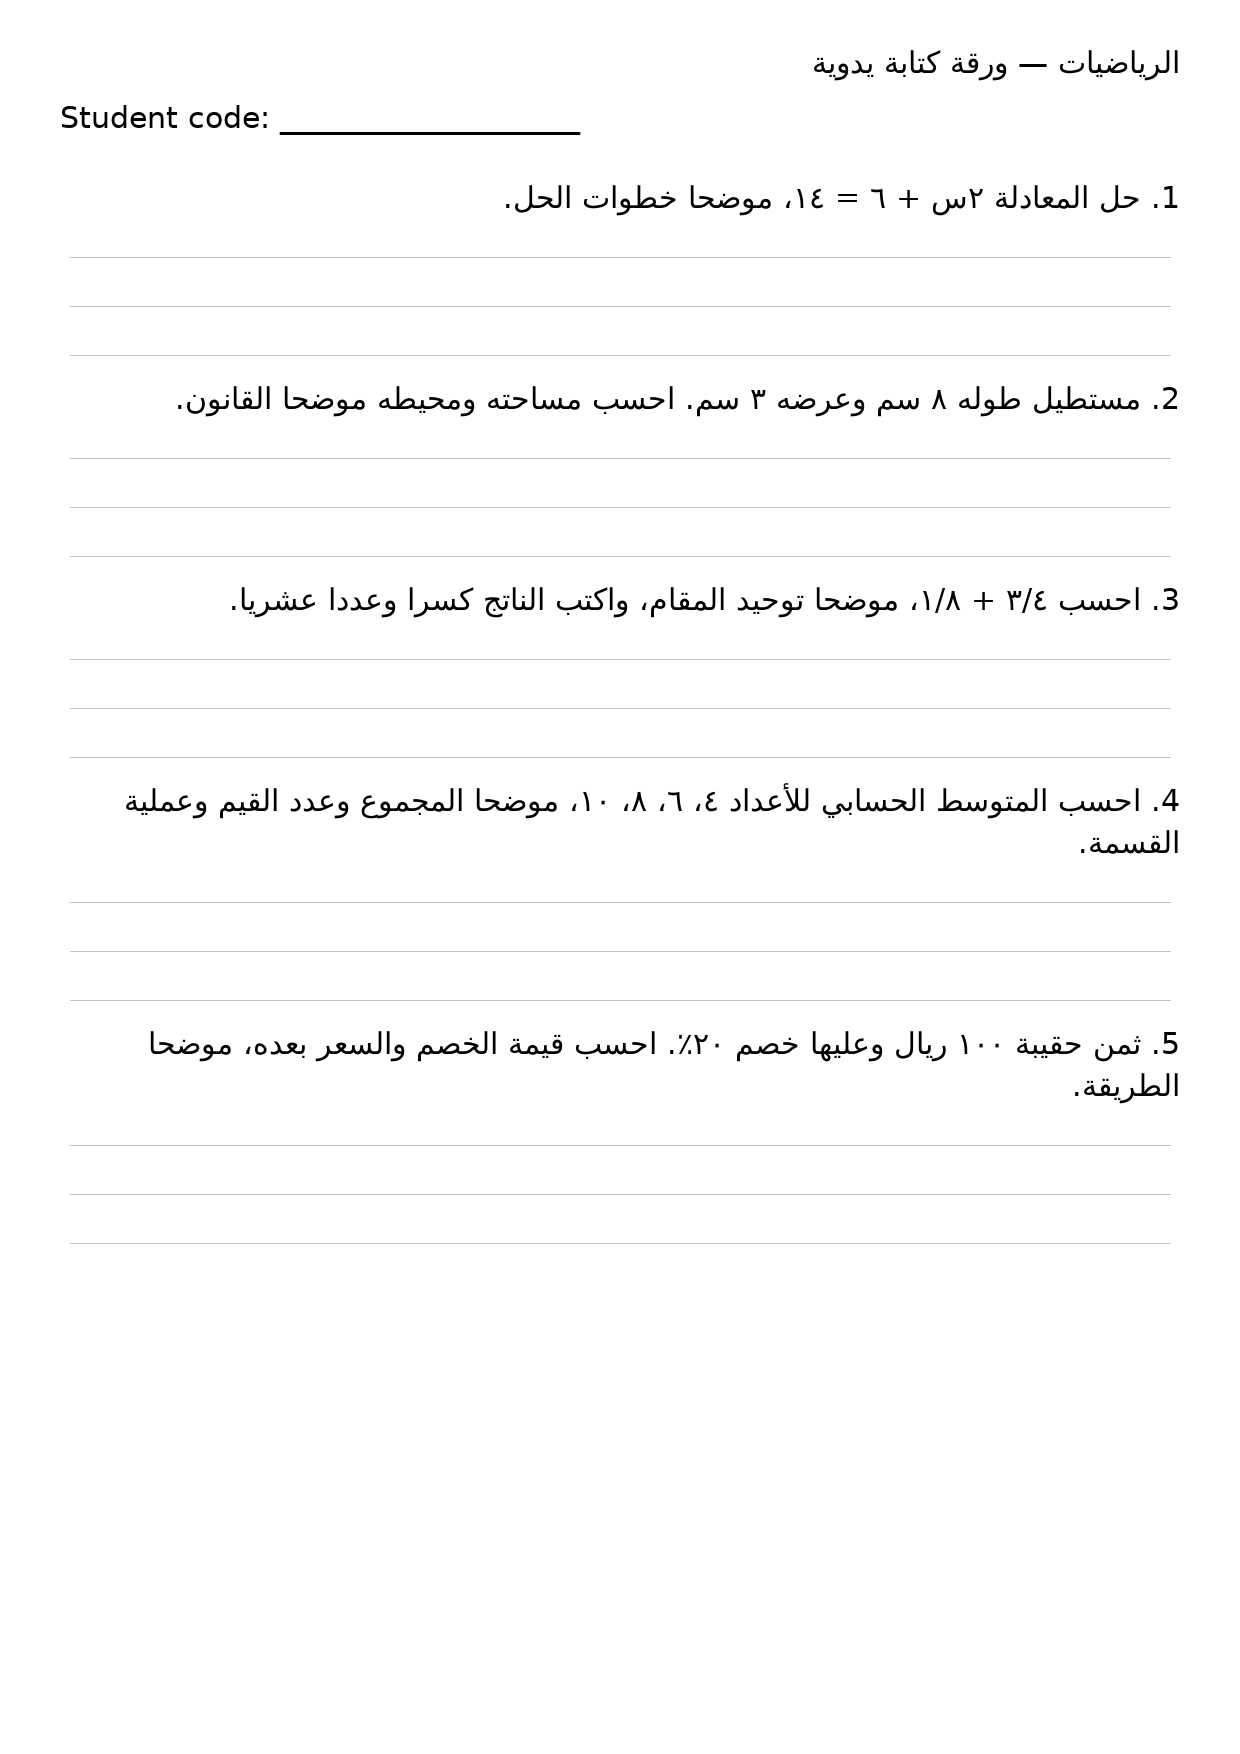 الرياضيات — ورقة كتابة يدوية
Student code: ____________________
1. حل المعادلة ٢س + ٦ = ١٤، موضحا خطوات الحل.
2. مستطيل طوله ٨ سم وعرضه ٣ سم. احسب مساحته ومحيطه موضحا القانون.
3. احسب ٣/٤ + ١/٨، موضحا توحيد المقام، واكتب الناتج كسرا وعددا عشريا.
4. احسب المتوسط الحسابي للأعداد ٤، ٦، ٨، ١٠، موضحا المجموع وعدد القيم وعملية
القسمة.
5. ثمن حقيبة ١٠٠ ريال وعليها خصم ٢٠٪. احسب قيمة الخصم والسعر بعده، موضحا
الطريقة.